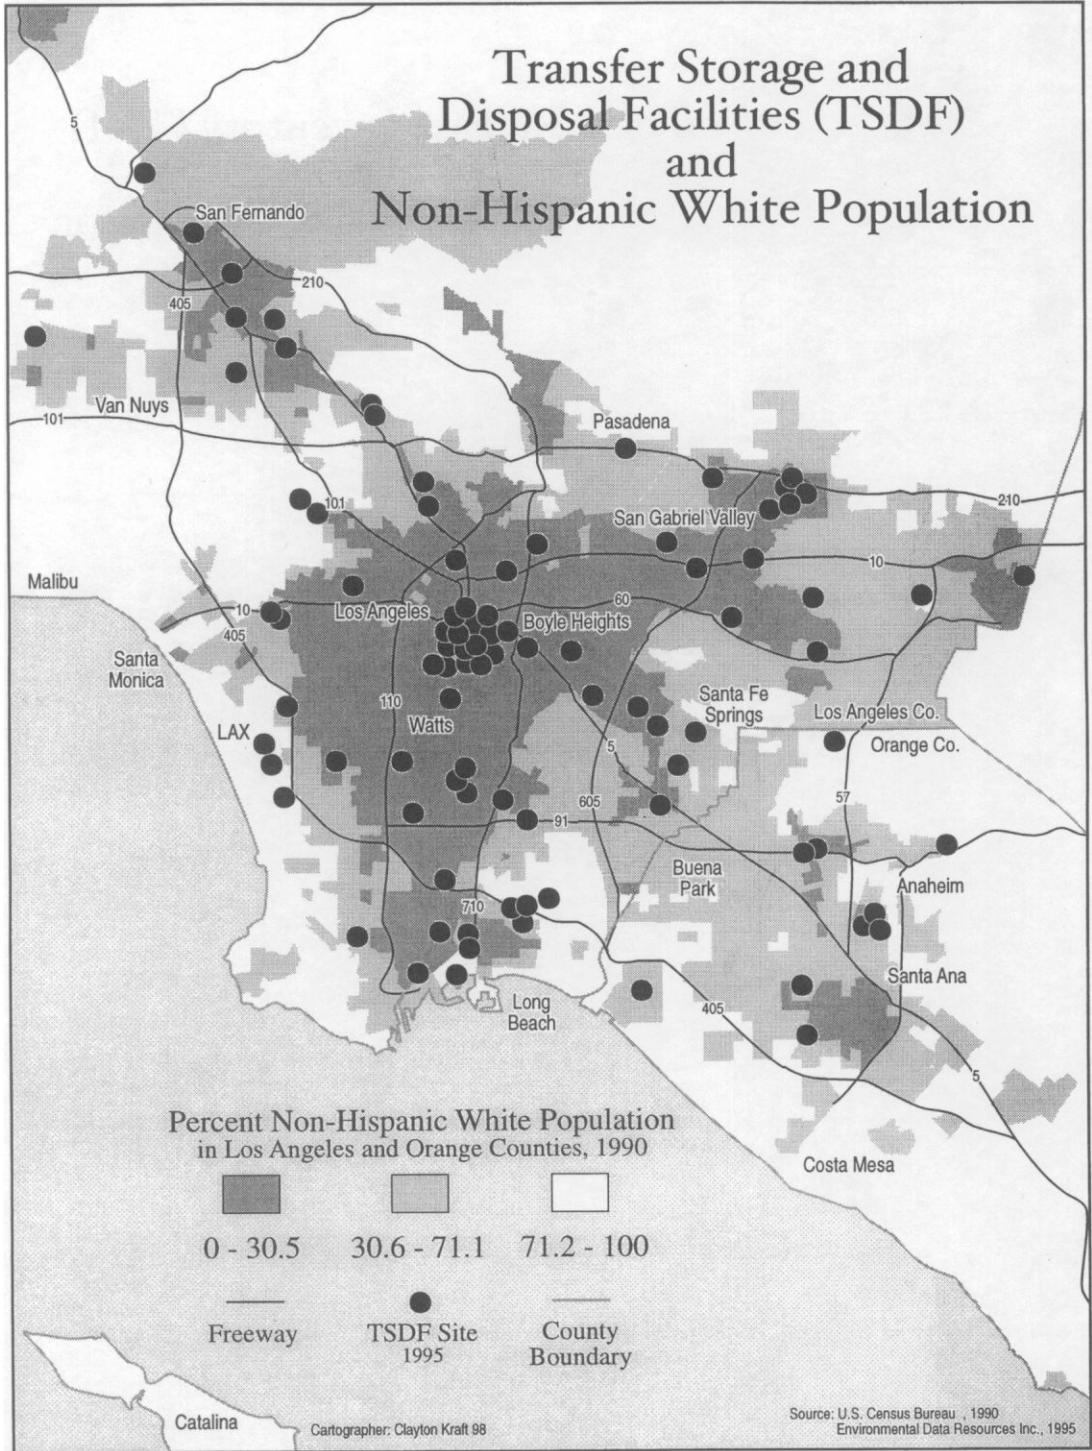 Transfer Storage and
Disposal Facilities (TSDF)
and
Non-Hispanic White Population
5
San Fernando
405
210
Van Nuys
101
Pasadena
101
San Gabriel Valley
210
Malibu
10
10
Los Angeles
60
Boyle Heights
405
Santa
Monica
110
Watts
Santa Fe
Springs
LAX
Los Angeles Co.
Orange Co.
5
57
605
91
Buena
Park
Anaheim
710
Santa Ana
Long
Beach
405
5
Costa Mesa
Percent Non-Hispanic White Population
in Los Angeles and Orange Counties, 1990
0 - 30.5 30.6 - 71.1 71.2 - 100
Freeway
TSDF Site
1995
County
Boundary
Catalina
Cartographer: Clayton Kraft 98
Source: U.S. Census Bureau , 1990
Environmental Data Resources Inc., 1995